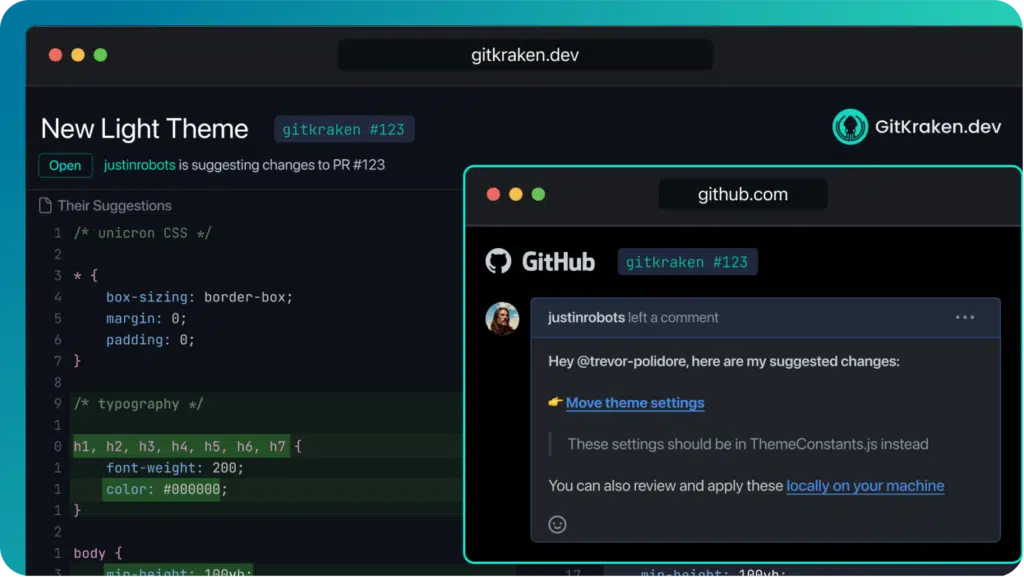 gitkraken.dev
New Light Theme gitkraken #123
GitKraken.dev
Open justinrobots is suggesting changes to PR #123
Their Suggestions
1 /* unicron CSS */
2
3 * {
4 box-sizing: border-box;
5 margin: 0;
6 padding: 0;
7 }
8
9 /* typography */
1
0 h1, h2, h3, h4, h5, h6, h7 {
1 font-weight: 200;
1 color: #000000;
1 }
2
1 body {
3 min-height: 100vh;
github.com
GitHub gitkraken #123
justinrobots left a comment
Hey @trevor-polidore, here are my suggested changes:
Move theme settings
These settings should be in ThemeConstants.js instead
You can also review and apply these locally on your machine
17 min-height: 100vh;